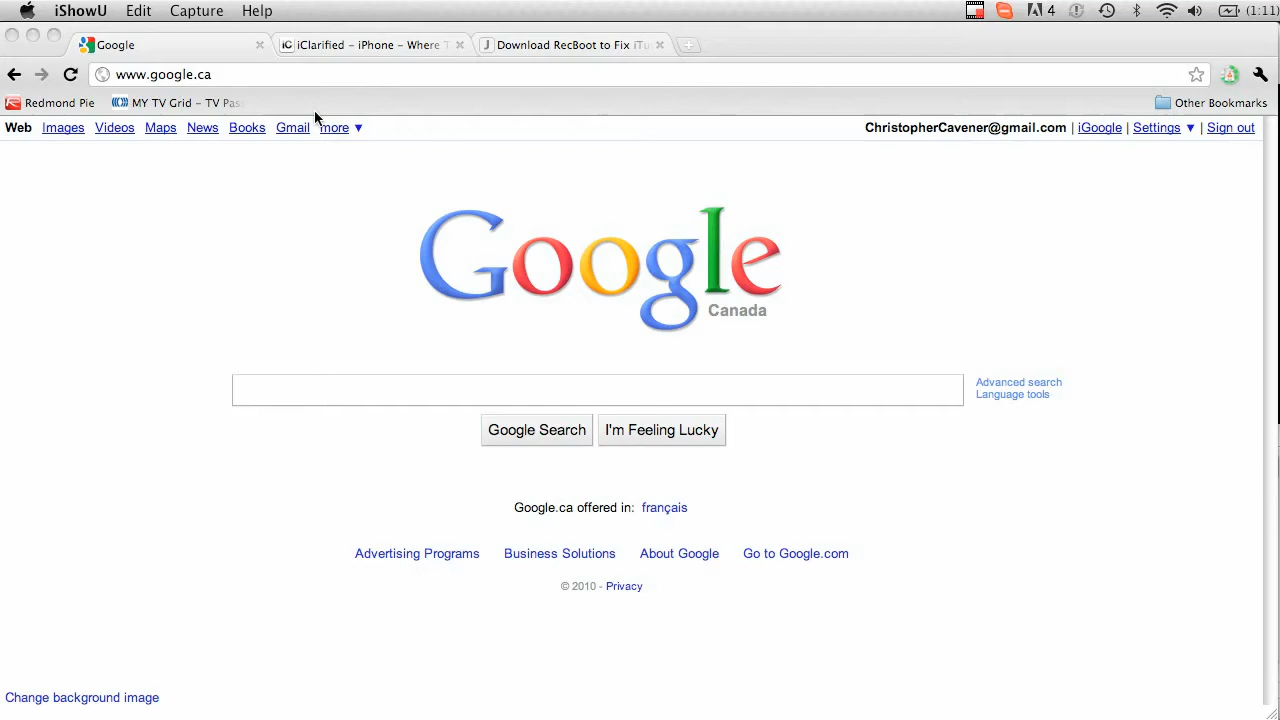 iShowU Edit Capture Help 4 (1:11)
Google iClarified – iPhone – Where T Download RecBoot to Fix iTu
www.google.ca
Redmond Pie MY TV Grid – TV Pas Other Bookmarks
Web Images Videos Maps News Books Gmail more ▼ ChristopherCavener@gmail.com | iGoogle | Settings ▼ | Sign out
Google
Canada
Advanced search
Language tools
Google Search I'm Feeling Lucky
Google.ca offered in: français
Advertising Programs Business Solutions About Google Go to Google.com
© 2010 - Privacy
Change background image